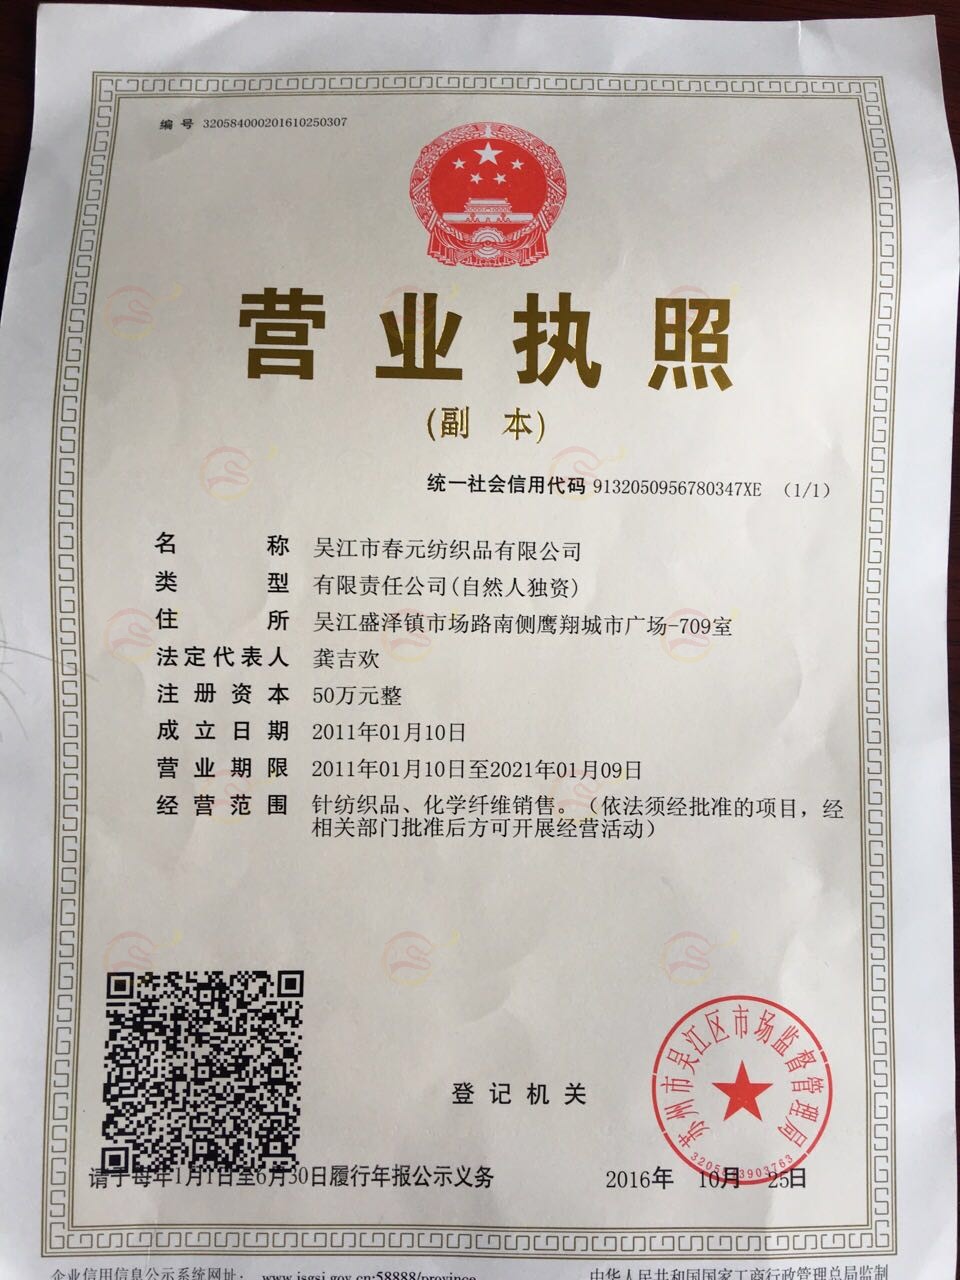 编 号 320584000201610250307
营业执照
(副 本)
统一社会信用代码 9132050956780347XE (1/1)
名 称 吴江市春元纺织品有限公司
类 型 有限责任公司(自然人独资)
住 所 吴江盛泽镇市场路南侧鹰翔城市广场-709室
法定代表人 龚吉欢
注册资本 50万元整
成立日期 2011年01月10日
营业期限 2011年01月10日至2021年01月09日
经营范围 针纺织品、化学纤维销售。（依法须经批准的项目，经
相关部门批准后方可开展经营活动）
苏州市吴江区市场监督管理局
登记机关
3205843903763
请于每年1月1日至6月30日履行年报公示义务
2016年 10月 25日
企业信用信息公示系统网址： www.jsgsj.gov.cn:58888/province
中华人民共和国国家工商行政管理总局监制